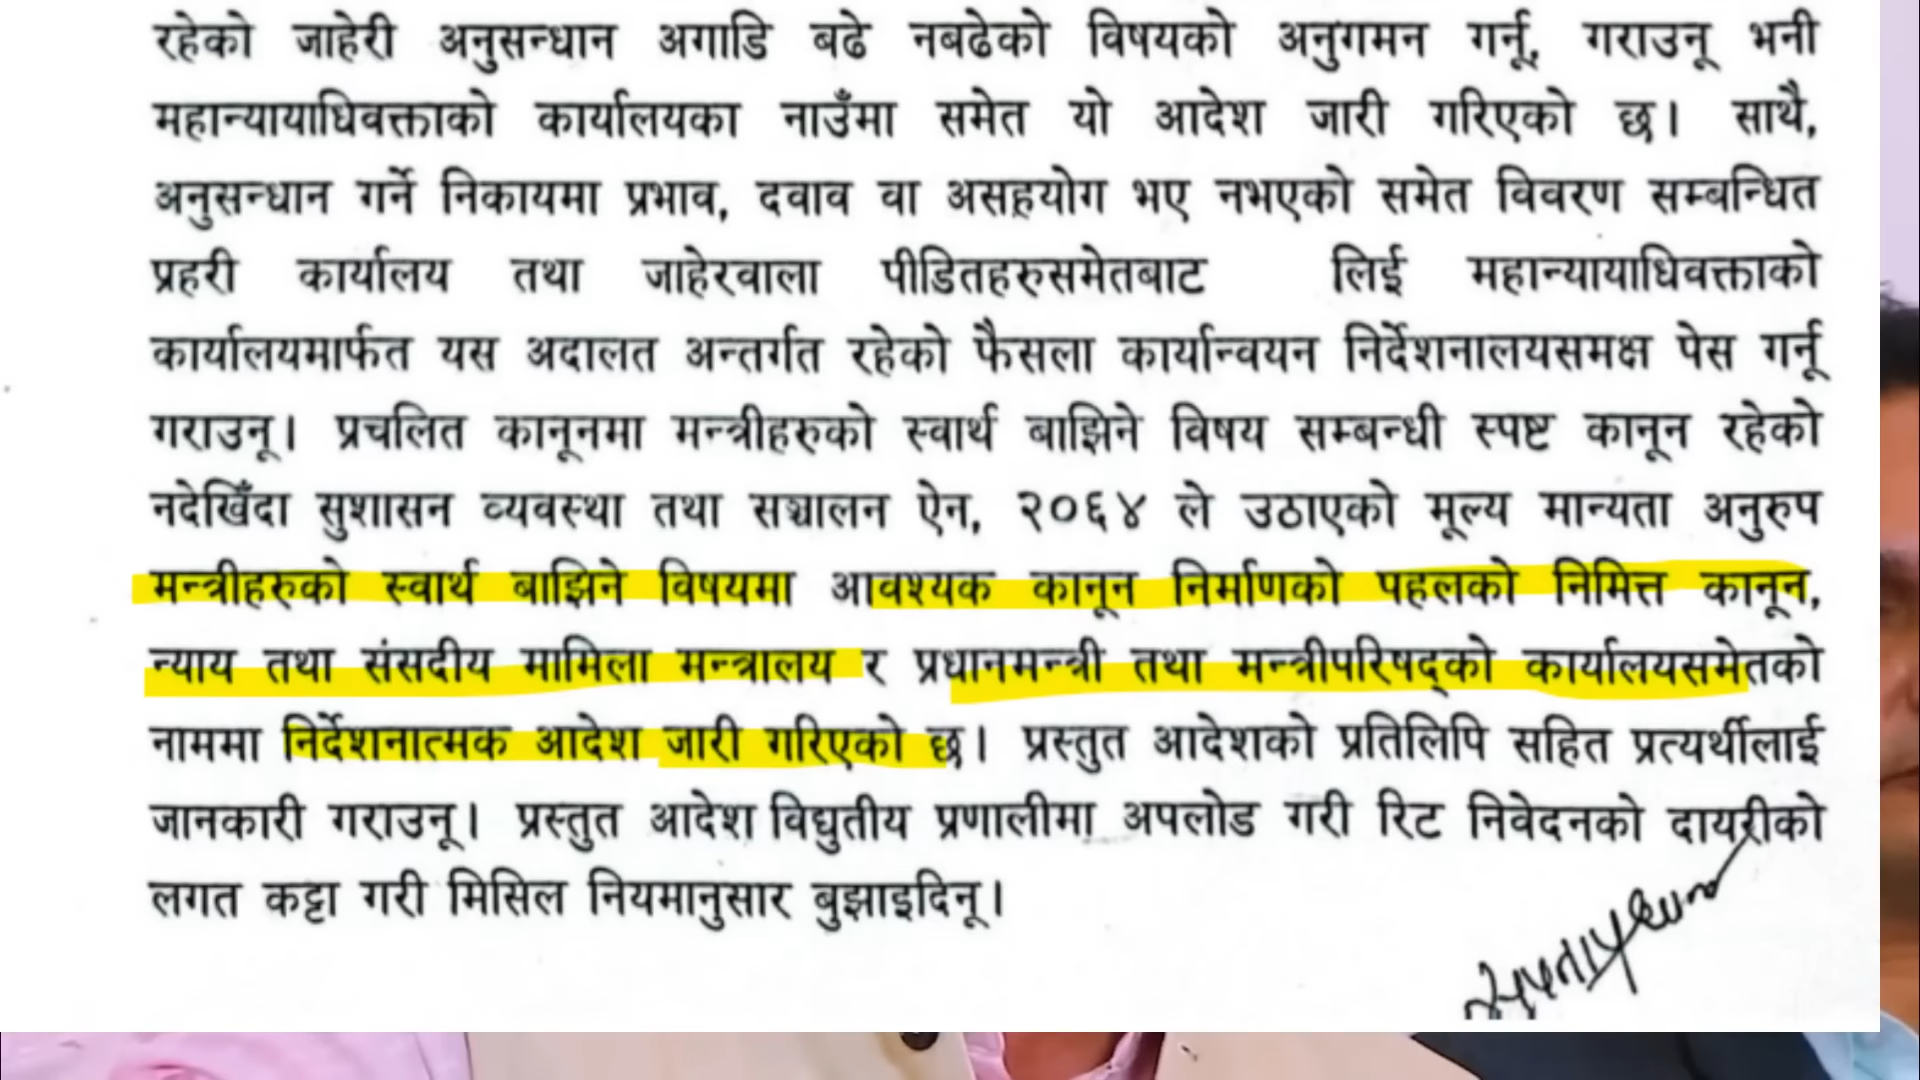 रहेको जाहेरी अनुसन्धान अगाडि बढे नबढेको विषयको अनुगमन गर्नू, गराउनू भनी
महान्यायाधिवक्ताको कार्यालयका नाउँमा समेत यो आदेश जारी गरिएको छ। साथै,
अनुसन्धान गर्ने निकायमा प्रभाव, दवाव वा असहयोग भए नभएको समेत विवरण सम्बन्धित
प्रहरी कार्यालय तथा जाहेरवाला पीडितहरुसमेतबाट लिई महान्यायाधिवक्ताको
कार्यालयमार्फत यस अदालत अन्तर्गत रहेको फैसला कार्यान्वयन निर्देशनालयसमक्ष पेस गर्नू
गराउनू। प्रचलित कानूनमा मन्त्रीहरुको स्वार्थ बाझिने विषय सम्बन्धी स्पष्ट कानून रहेको
नदेखिँदा सुशासन व्यवस्था तथा सञ्चालन ऐन, २०६४ ले उठाएको मूल्य मान्यता अनुरुप
मन्त्रीहरुको स्वार्थ बाझिने विषयमा आवश्यक कानून निर्माणको पहलको निमित्त कानून,
न्याय तथा संसदीय मामिला मन्त्रालय र प्रधानमन्त्री तथा मन्त्रीपरिषद्को कार्यालयसमेतको
नाममा निर्देशनात्मक आदेश जारी गरिएको छ। प्रस्तुत आदेशको प्रतिलिपि सहित प्रत्यर्थीलाई
जानकारी गराउनू। प्रस्तुत आदेश विद्युतीय प्रणालीमा अपलोड गरी रिट निवेदनको दायरीको
लगत कट्टा गरी मिसिल नियमानुसार बुझाइदिनू।